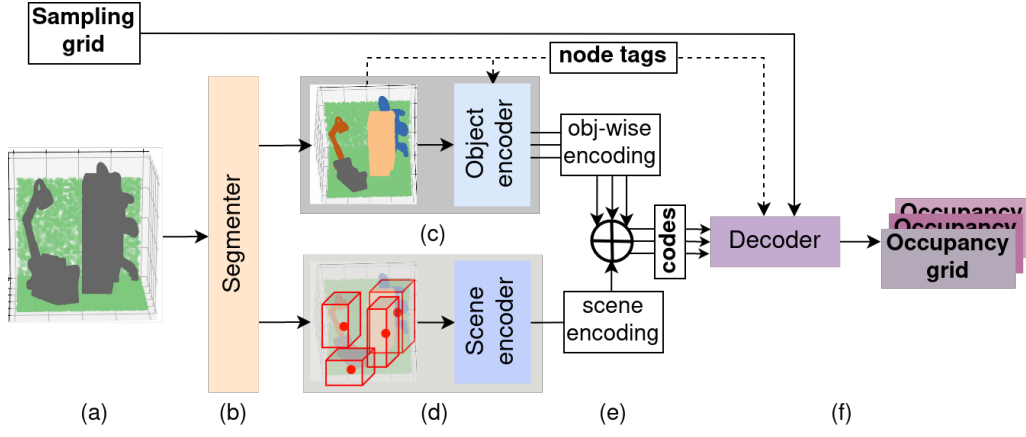 Sampling
grid
node tags
Segmenter
Object
encoder
obj-wise
encoding
(c)
codes
Decoder
Occupancy
Occupancy
Occupancy
grid
Scene
encoder
scene
encoding
(a)
(b)
(d)
(e)
(f)